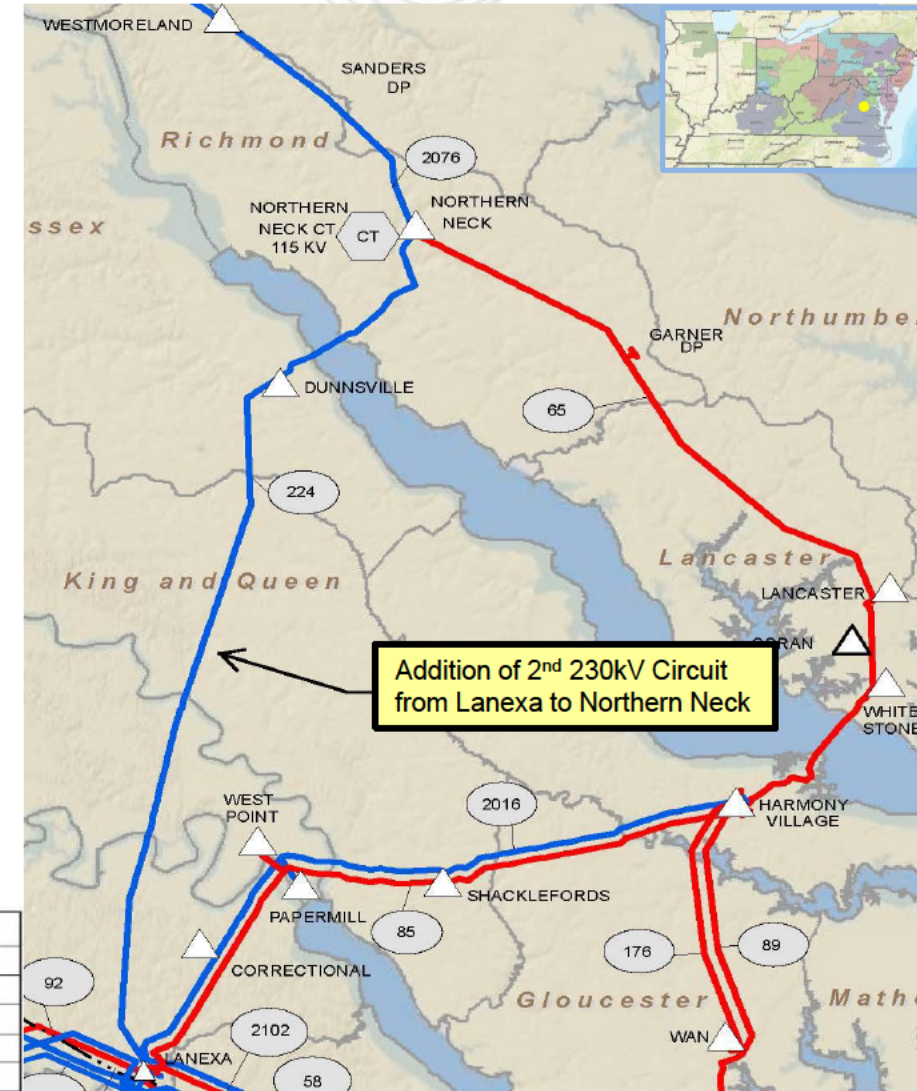 WESTMORELAND
SANDERS
DP
Richmond
2076
NORTHERN
NECK CT
115 KV
CT
NORTHERN
NECK
ssex
Northumbe
GARNER
DP
DUNNSVILLE
65
224
King and Queen
Lancaster
LANCASTER
Addition of 2nd 230kV Circuit
from Lanexa to Northern Neck
WHITE
STONE
WEST
POINT
2016
HARMONY
VILLAGE
PAPERMILL
SHACKLEFORDS
85
CORRECTIONAL
176
89
92
Gloucester
Mathe
2102
WAN
LANEXA
58